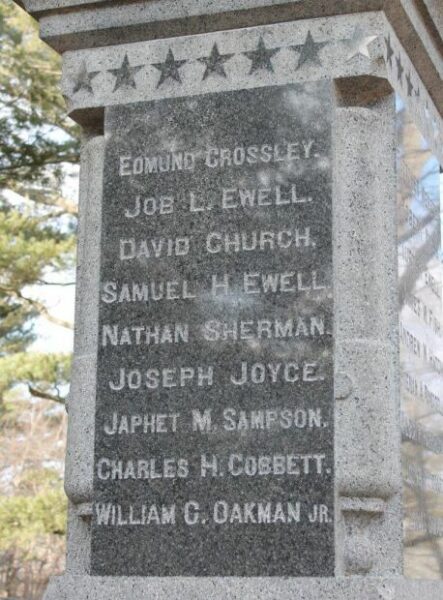 EDMUND CROSSLEY.
JOB L. EWELL.
DAVID CHURCH.
SAMUEL H. EWELL.
NATHAN SHERMAN.
JOSEPH JOYCE.
JAPHET M. SAMPSON.
CHARLES H. COBBETT.
WILLIAM C. OAKMAN JR.